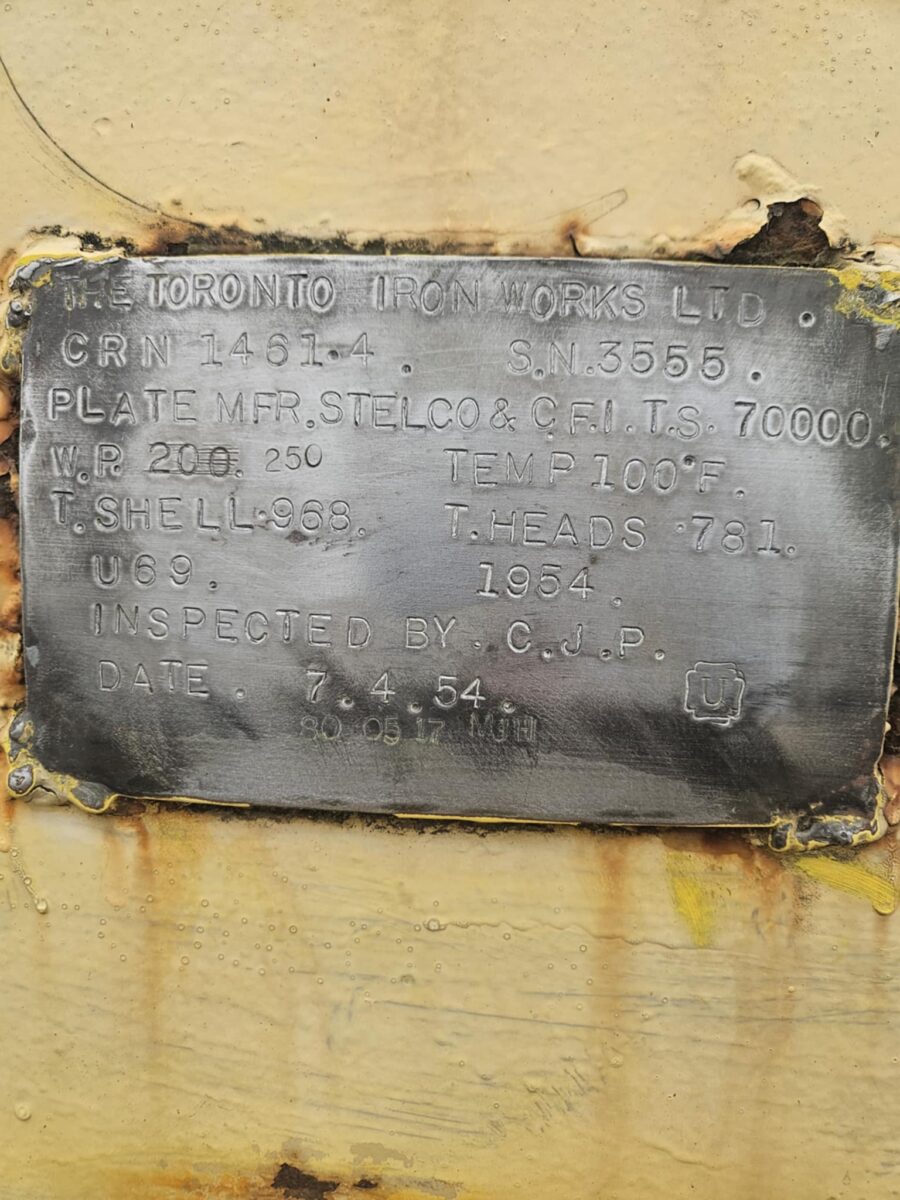 THE TORONTO IRON WORKS LTD.
CRN 1461.4. S.N.3555.
PLATE MFR. STELCO & C.F.I. T.S. 70000.
W.P. 200. 250 TEMP 100°F.
T. SHELL .968. T. HEADS .781.
U69. 1954.
INSPECTED BY. C.J.P.
DATE. 7.4.54.
U
80 05 17 MJH